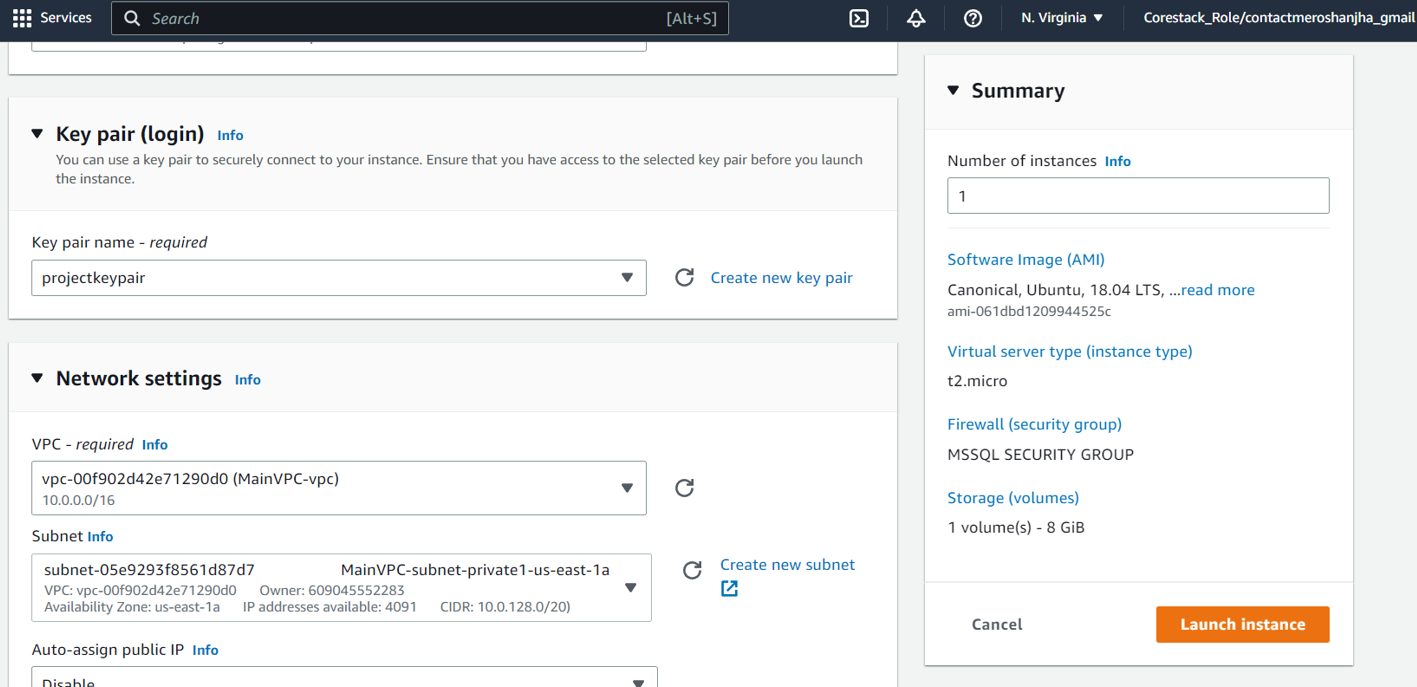 Services
Search
[Alt+S]
N. Virginia
Corestack_Role/contactmeroshanjha_gmail
Key pair (login) Info
You can use a key pair to securely connect to your instance. Ensure that you have access to the selected key pair before you launch
the instance.
Key pair name - required
projectkeypair
Create new key pair
Network settings Info
VPC - required Info
vpc-00f902d42e71290d0 (MainVPC-vpc)
10.0.0.0/16
Subnet Info
subnet-05e9293f8561d87d7 MainVPC-subnet-private1-us-east-1a
VPC: vpc-00f902d42e71290d0 Owner: 609045552283
Availability Zone: us-east-1a IP addresses available: 4091 CIDR: 10.0.128.0/20)
Create new subnet
Auto-assign public IP Info
Disable
Summary
Number of instances Info
1
Software Image (AMI)
Canonical, Ubuntu, 18.04 LTS, ...read more
ami-061dbd1209944525c
Virtual server type (instance type)
t2.micro
Firewall (security group)
MSSQL SECURITY GROUP
Storage (volumes)
1 volume(s) - 8 GiB
Cancel
Launch instance